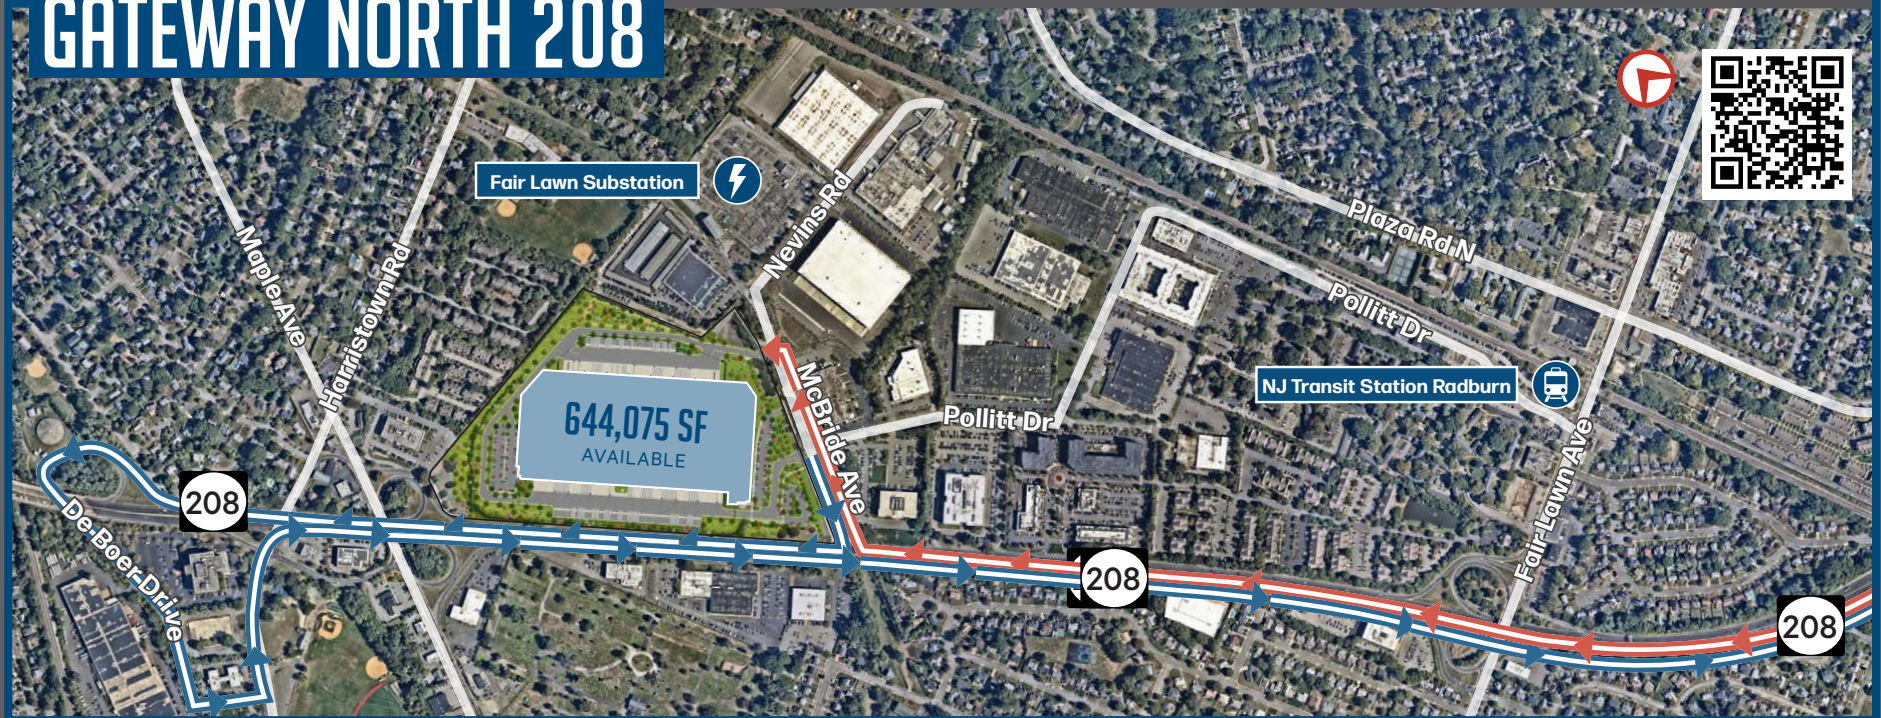 GATEWAY NORTH 208
Fair Lawn Substation
Nevins Rd
Plaza Rd N
Maple Ave
Harristown Rd
Pollitt Dr
NJ Transit Station Radburn
McBride Ave
644,075 SF
AVAILABLE
Pollitt Dr
Fair Lawn Ave
208
De Boer Drive
208
208